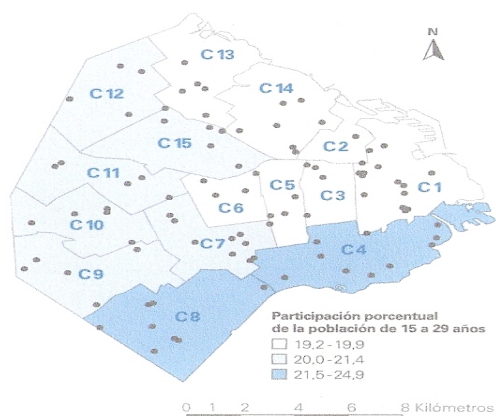 N
C 13
C 14
C 12
C 2
C 15
C 11
C 5
C 3
C 1
C 6
C 10
C 7
C 4
C 9
C 8
Participación porcentual
de la población de 15 a 29 años
19,2 - 19,9
20,0 - 21,4
21,5 - 24,9
0 1 2 4 6 8 Kilómetros